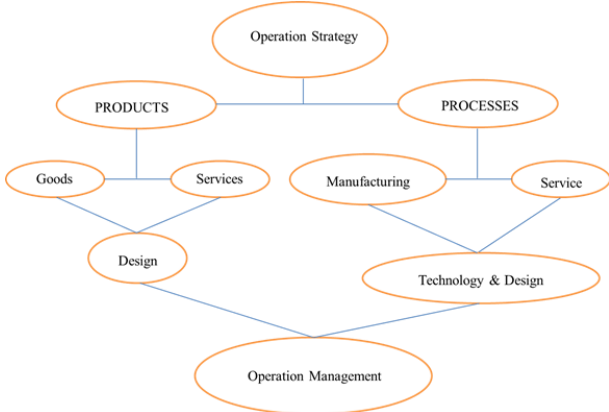 Operation Strategy
PRODUCTS
PROCESSES
Goods
Services
Manufacturing
Service
Design
Technology & Design
Operation Management